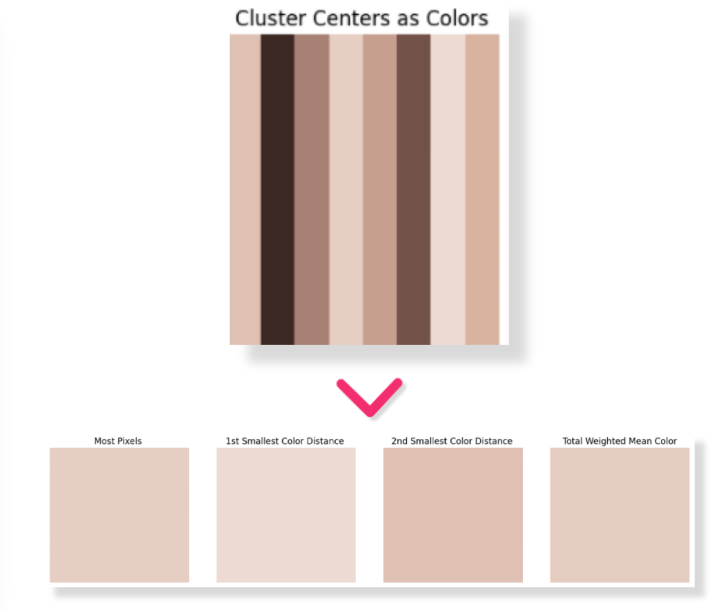 Cluster Centers as Colors
Most Pixels
1st Smallest Color Distance
2nd Smallest Color Distance
Total Weighted Mean Color